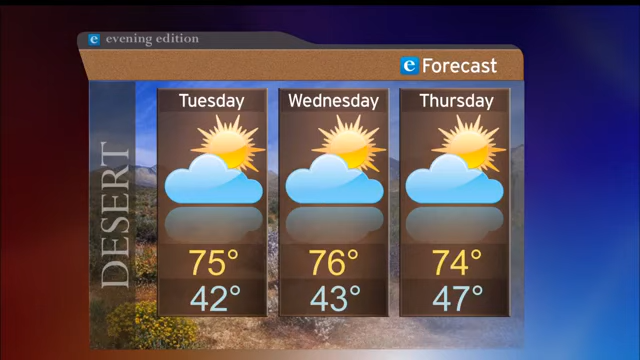 e evening edition
e Forecast
DESERT
Tuesday
Wednesday
Thursday
75°
76°
74°
42°
43°
47°